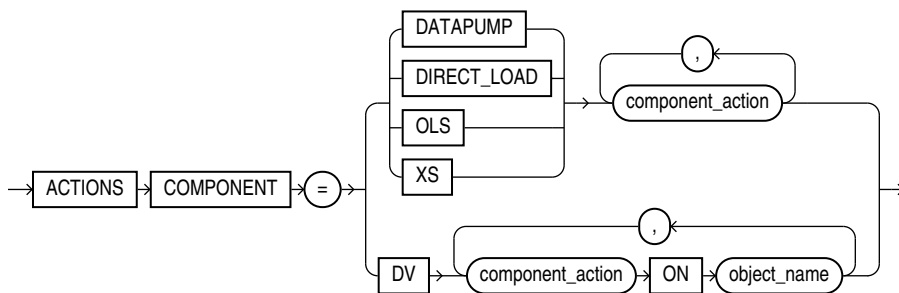 DATAPUMP
,
DIRECT_LOAD
component_action
OLS
XS
ACTIONS COMPONENT =
,
DV component_action ON object_name